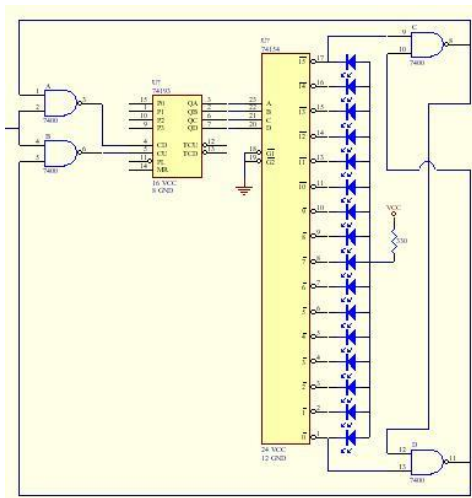 U?
74154
C
9
8
10
7400
A
1
2
3
7400
B
4
5
6
7400
U?
74193
15 P0 QA 3
1 P1 QB 2
10 P2 QC 6
9 P3 QD 7
4 CD TCU 12
5 CU TCD 13
11 PL
14 MR
16 VCC
8 GND
23 A
22 B
21 C
20 D
18 G1
19 G2
15 17
14 16
13 15
12 14
11 13
10 11
9 10
8 9
7 8
6 7
5 6
4 5
3 4
2 3
1 2
0 1
VCC
330
24 VCC
12 GND
D
12
13
11
7400